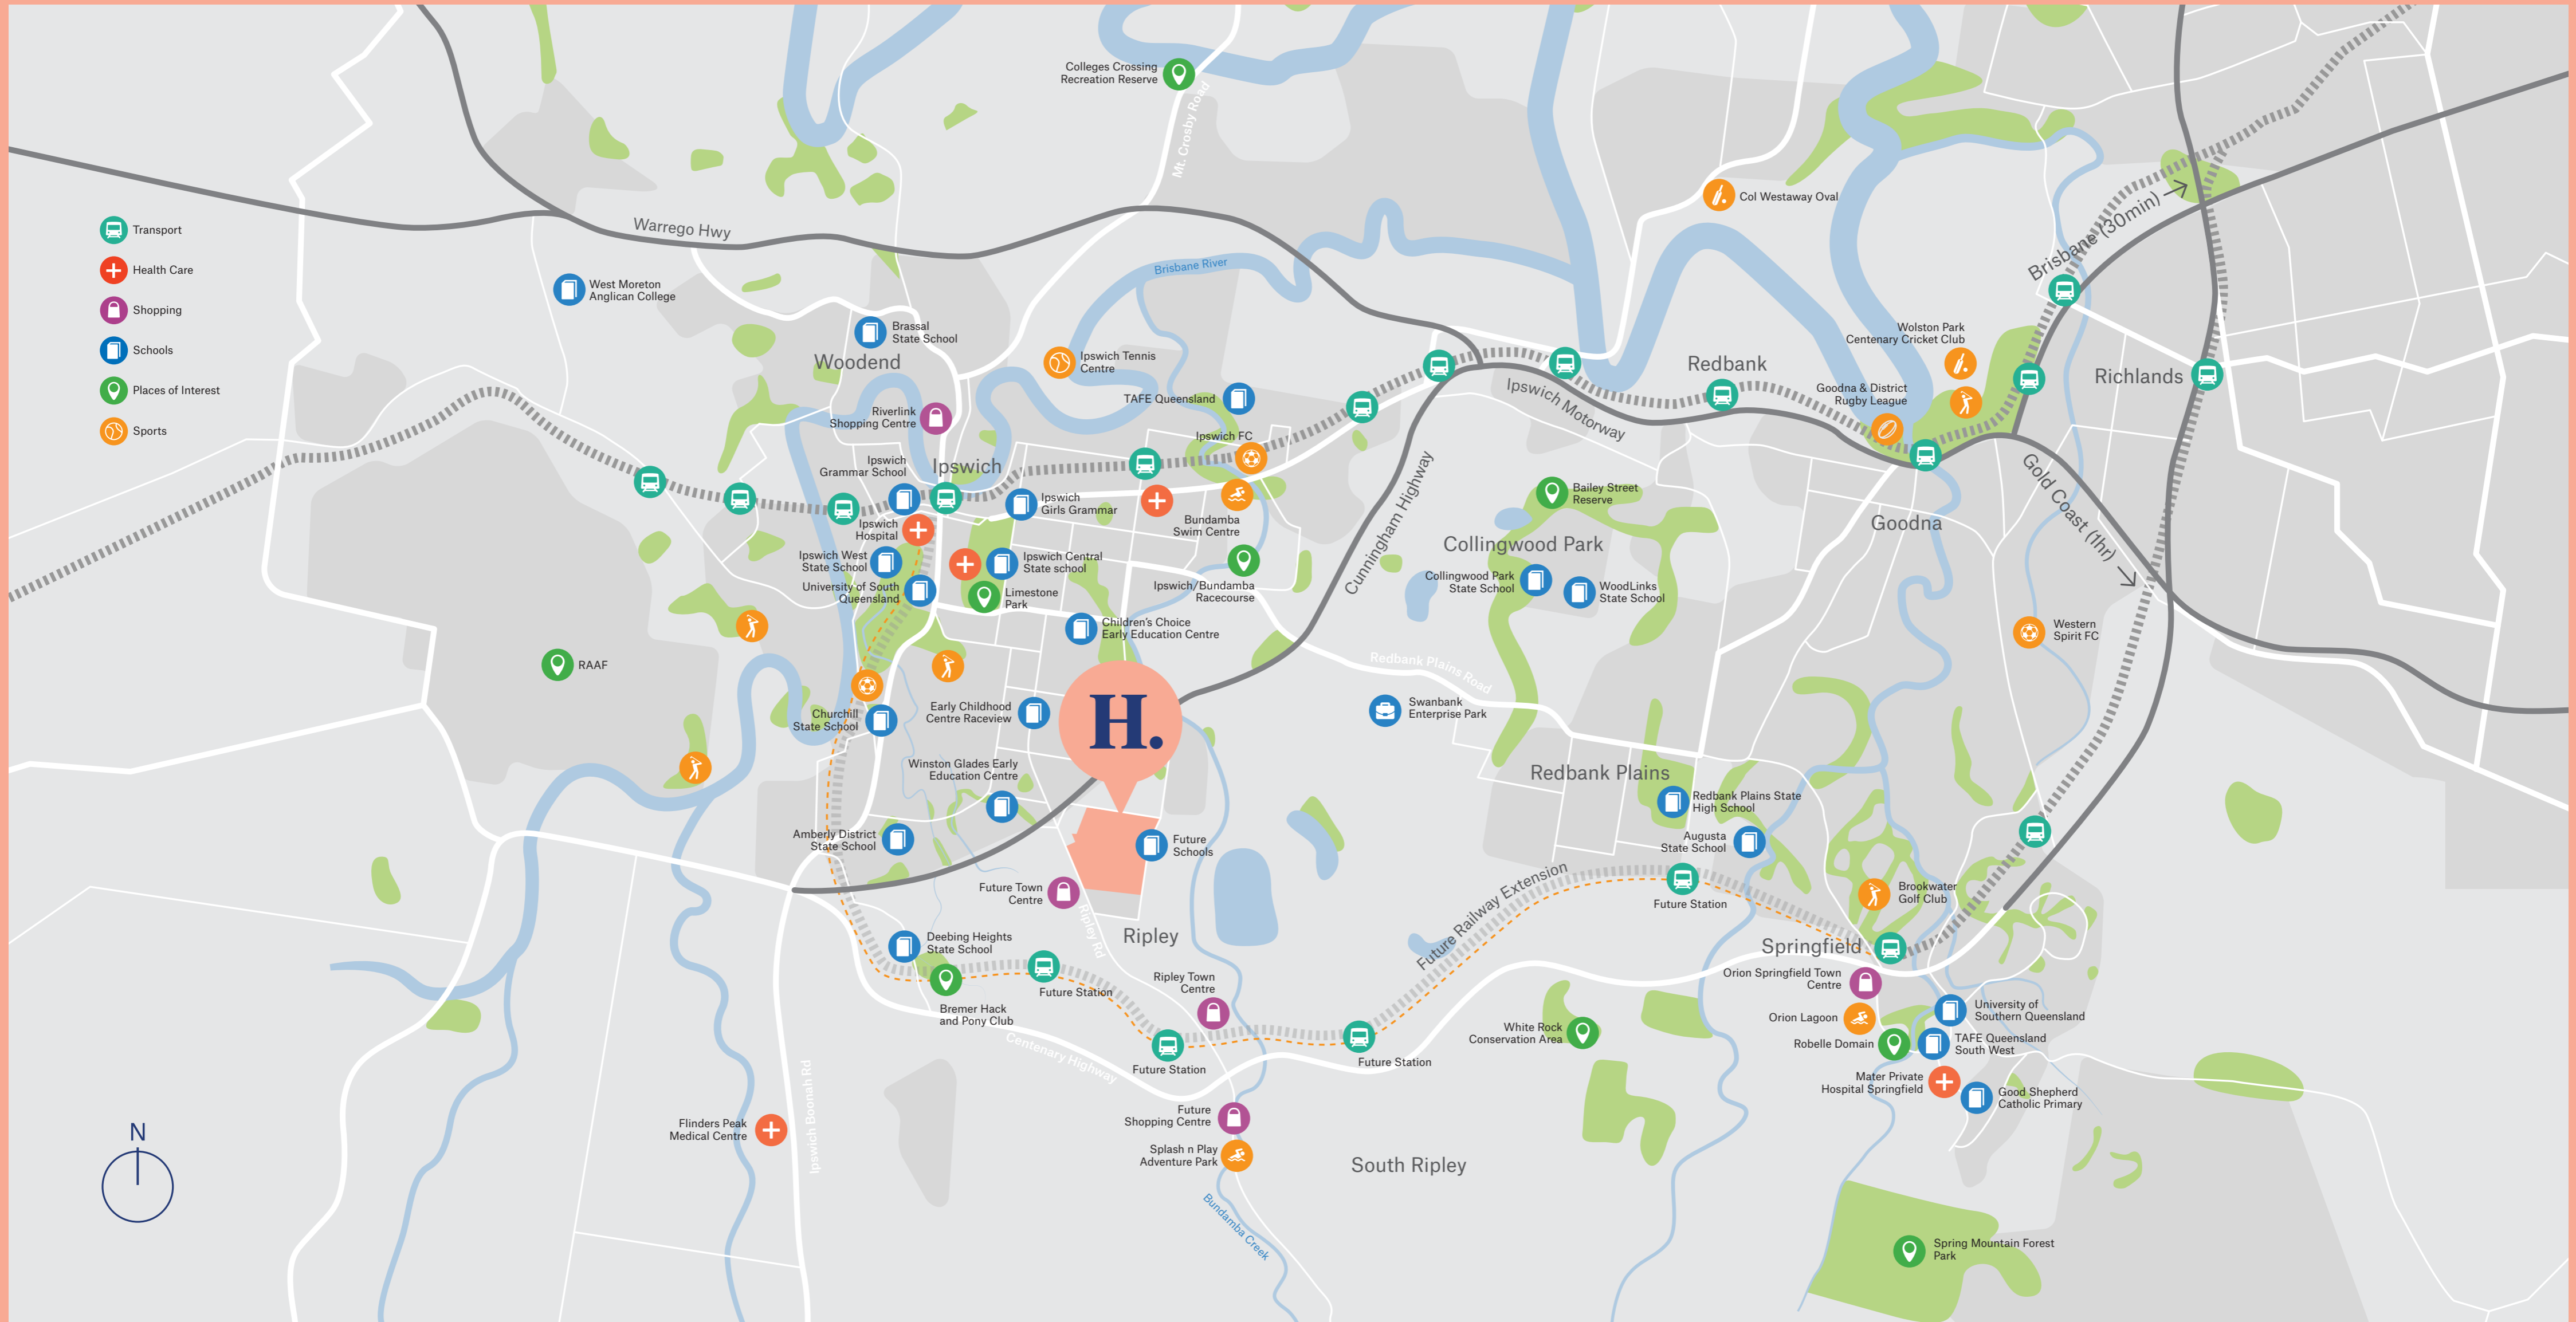 Colleges Crossing
Recreation Reserve
Mt. Crosby Road
Col Westaway Oval
Transport
Health Care
Shopping
Schools
Places of Interest
Sports
Warrego Hwy
Brisbane River
Brisbane (30min)
West Moreton
Anglican College
Brassal
State School
Woodend
Ipswich Tennis
Centre
TAFE Queensland
Riverlink
Shopping Centre
Ipswich FC
Ipswich
Grammar School
Ipswich
Ipswich
Girls Grammar
Bundamba
Swim Centre
Ipswich
Hospital
Ipswich West
State School
Ipswich Central
State school
University of South
Queensland
Limestone
Park
Ipswich/Bundamba
Racecourse
Children's Choice
Early Education Centre
Cunningham Highway
Ipswich Motorway
Redbank
Wolston Park
Centenary Cricket Club
Goodna & District
Rugby League
Richlands
Gold Coast (1hr)
Goodna
Bailey Street
Reserve
Collingwood Park
Collingwood Park
State School
WoodLinks
State School
Western
Spirit FC
RAAF
Redbank Plains Road
Swanbank
Enterprise Park
Churchill
State School
Early Childhood
Centre Raceview
H.
Winston Glades Early
Education Centre
Amberly District
State School
Future
Schools
Future Town
Centre
Ripley Rd
Ripley
Redbank Plains
Redbank Plains State
High School
Augusta
State School
Future Railway Extension
Future Station
Brookwater
Golf Club
Springfield
Deebing Heights
State School
Future Station
Bremer Hack
and Pony Club
Ripley Town
Centre
Centenary Highway
Future Station
Future Station
White Rock
Conservation Area
Orion Springfield Town
Centre
Orion Lagoon
Robelle Domain
University of
Southern Queensland
TAFE Queensland
South West
Mater Private
Hospital Springfield
Good Shepherd
Catholic Primary
Ipswich Boonah Rd
Flinders Peak
Medical Centre
Future
Shopping Centre
Splash n Play
Adventure Park
South Ripley
Bundamba Creek
Spring Mountain Forest
Park
N